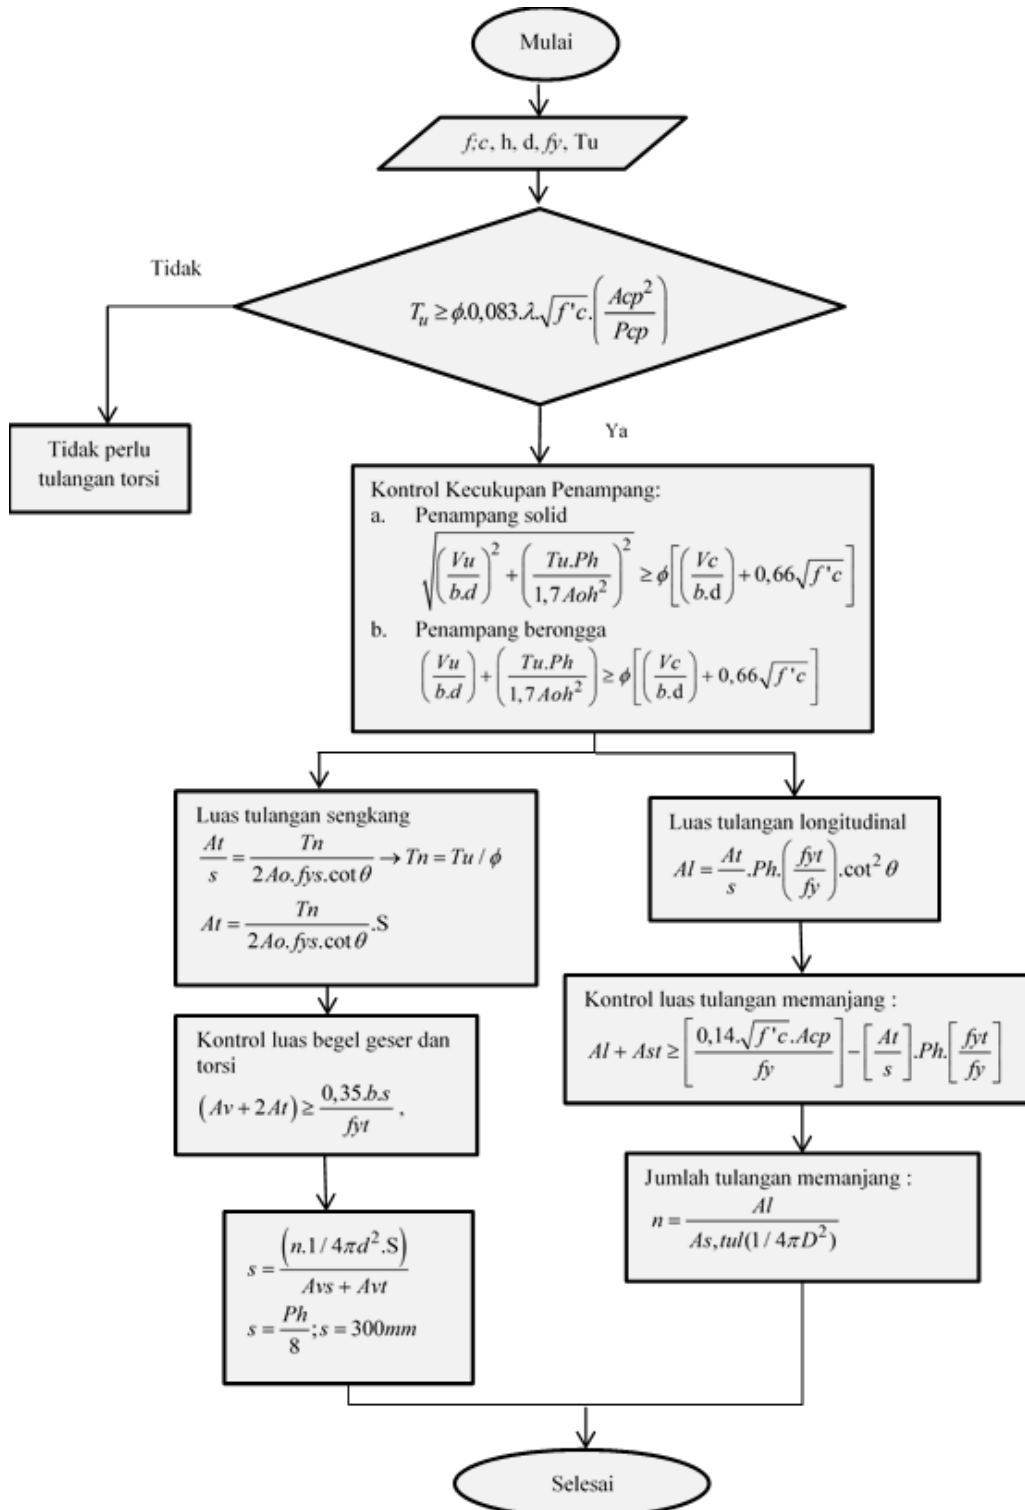 Mulai
f;c, h, d, fy, Tu
Tidak
T_u ≥ ϕ.0,083.λ.√f'c.(Acp²/Pcp)
Ya
Tidak perlu
tulangan torsi
Kontrol Kecukupan Penampang:
a. Penampang solid
√((Vu/b.d)² + (Tu.Ph/1,7Aoh²)²) ≥ ϕ[(Vc/b.d) + 0,66√f'c]
b. Penampang berongga
(Vu/b.d) + (Tu.Ph/1,7Aoh²) ≥ ϕ[(Vc/b.d) + 0,66√f'c]
Luas tulangan sengkang
At/s = Tn/2Ao.fys.cotθ → Tn = Tu / ϕ
At = Tn/2Ao.fys.cotθ.S
Kontrol luas begel geser dan
torsi
(Av + 2At) ≥ 0,35.b.s/fyt ,
s = (n.1/4πd².S)/Avs + Avt
s = Ph/8; s = 300mm
Luas tulangan longitudinal
Al = At/s.Ph.(fyt/fy).cot²θ
Kontrol luas tulangan memanjang :
Al + Ast ≥ [0,14.√f'c.Acp/fy] − [At/s].Ph.[fyt/fy]
Jumlah tulangan memanjang :
n = Al/As,tul(1/4πD²)
Selesai